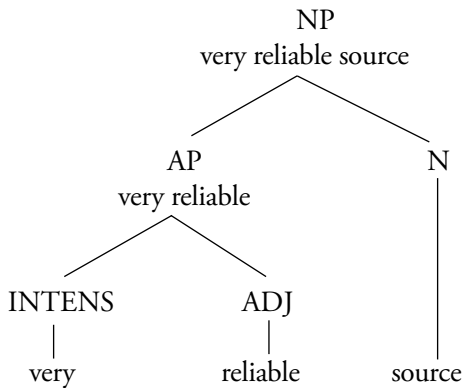 NP
very reliable source
AP
N
very reliable
INTENS
ADJ
very
reliable
source